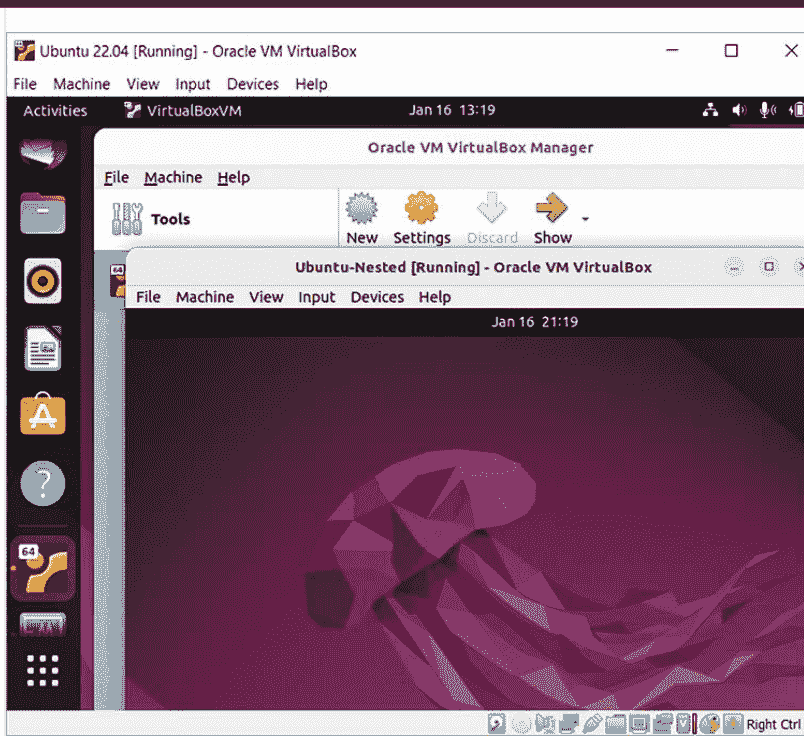 Ubuntu 22.04 [Running] - Oracle VM VirtualBox
File Machine View Input Devices Help
Activities VirtualBoxVM Jan 16 13:19
Oracle VM VirtualBox Manager
File Machine Help
Tools
New Settings Discard Show
64
Ubuntu-Nested [Running] - Oracle VM VirtualBox
File Machine View Input Devices Help
Jan 16 21:19
A
?
64
Right Ctrl